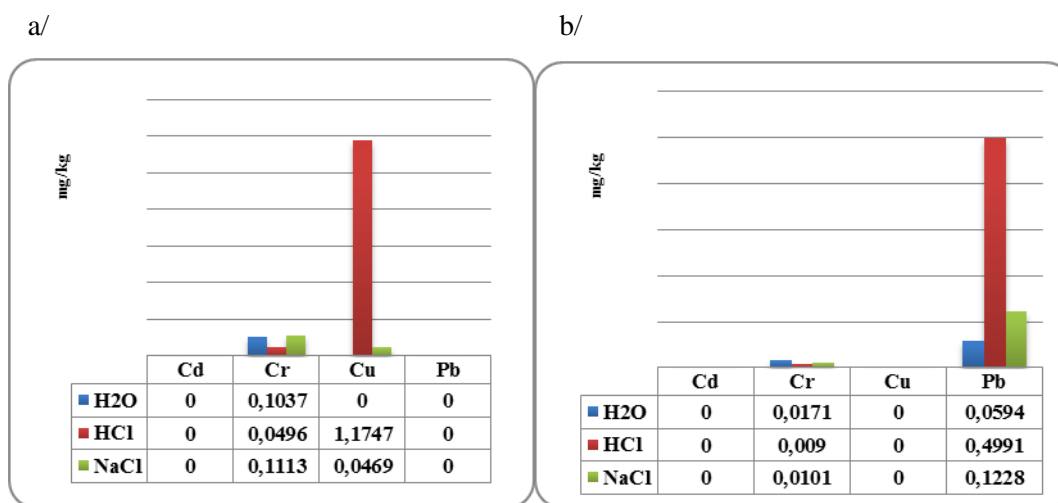 a/
mg/kg
Cd Cr Cu Pb
H2O 0 0,1037 0 0
HCl 0 0,0496 1,1747 0
NaCl 0 0,1113 0,0469 0
b/
mg/kg
Cd Cr Cu Pb
H2O 0 0,0171 0 0,0594
HCl 0 0,009 0 0,4991
NaCl 0 0,0101 0 0,1228